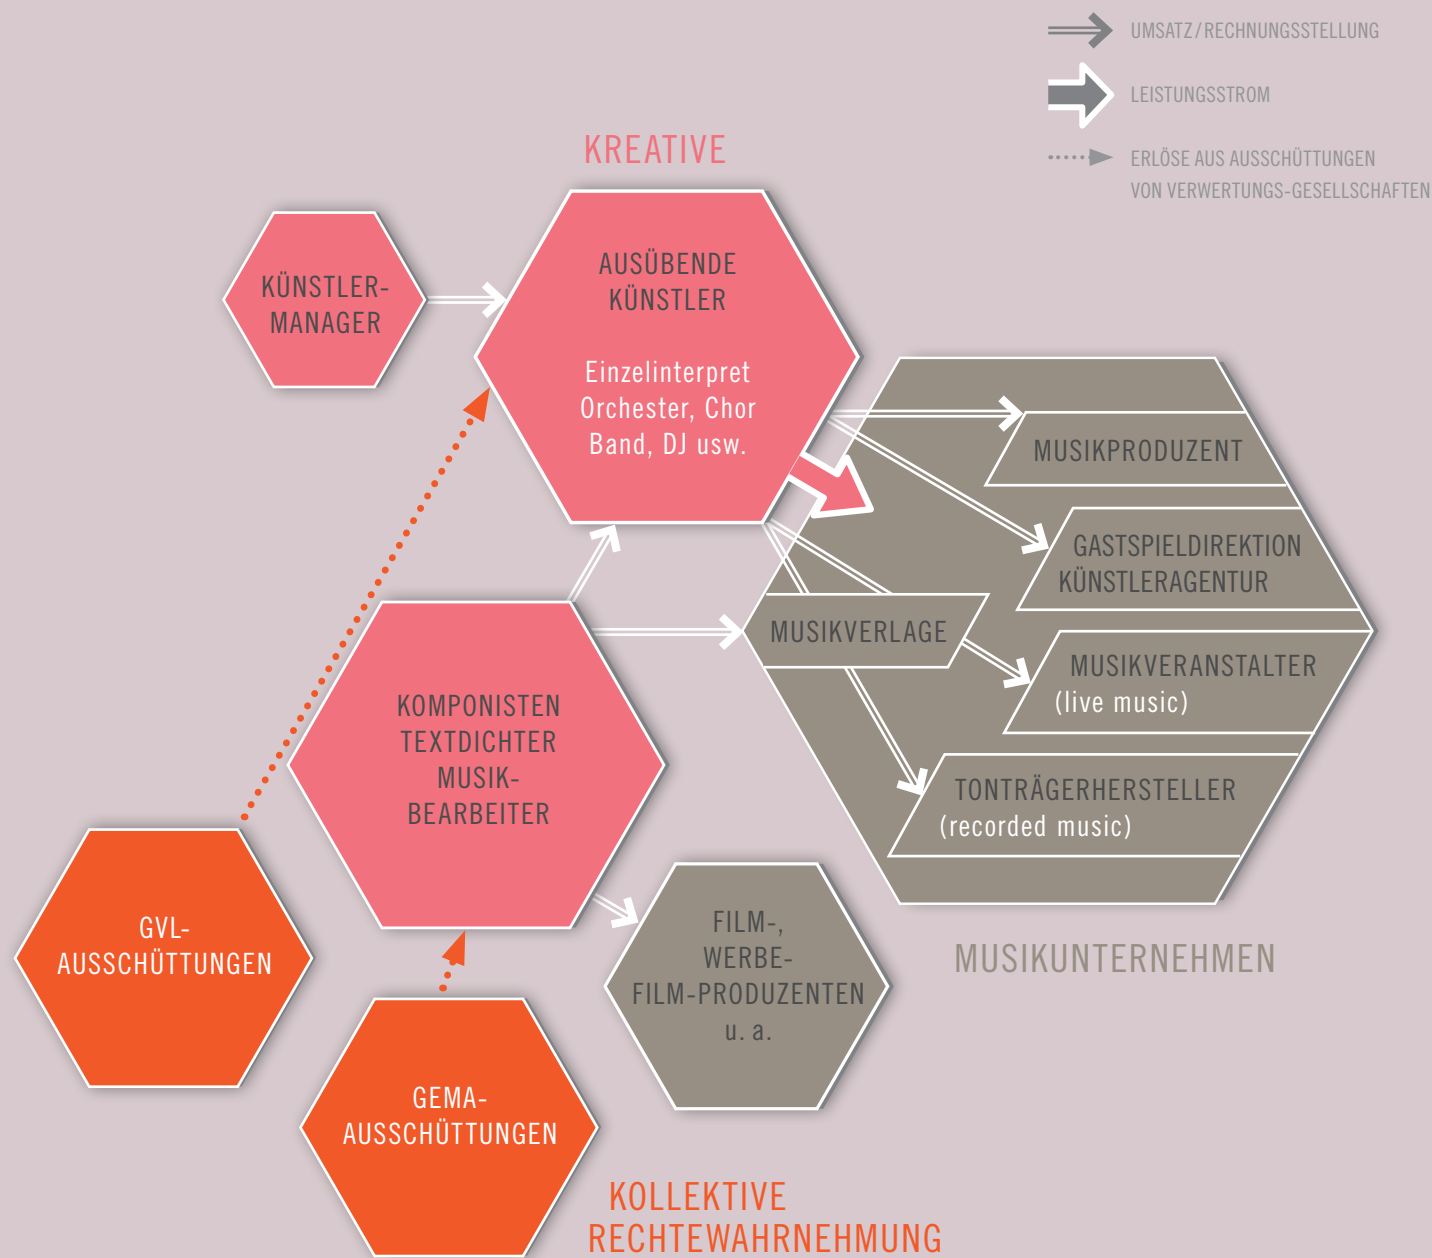 UMSATZ/RECHNUNGSSTELLUNG
LEISTUNGSSTROM
ERLÖSE AUS AUSSCHÜTTUNGEN
VON VERWERTUNGS-GESELLSCHAFTEN
KREATIVE
KÜNSTLER-
MANAGER
AUSÜBENDE
KÜNSTLER
Einzelinterpret
Orchester, Chor
Band, DJ usw.
MUSIKPRODUZENT
GASTSPIELDIREKTION
KÜNSTLERAGENTUR
MUSIKVERLAGE
MUSIKVERANSTALTER
(live music)
TONTRÄGERHERSTELLER
(recorded music)
MUSIKUNTERNEHMEN
KOMPONISTEN
TEXTDICHTER
MUSIK-
BEARBEITER
GVL-
AUSSCHÜTTUNGEN
FILM-,
WERBE-
FILM-PRODUZENTEN
u. a.
GEMA-
AUSSCHÜTTUNGEN
KOLLEKTIVE
RECHTEWAHRNEHMUNG